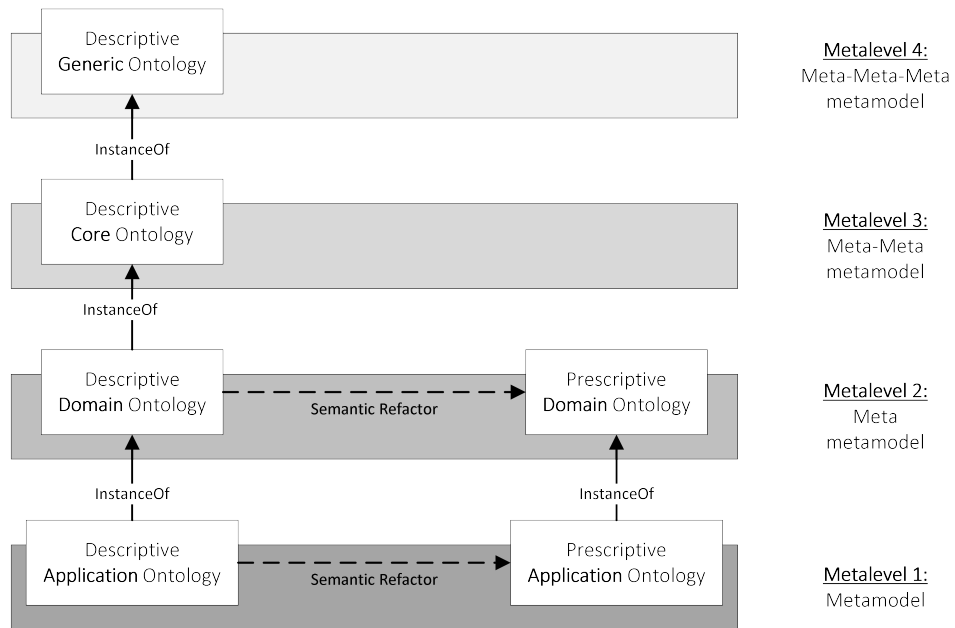 Descriptive
Generic Ontology
Metalevel 4:
Meta-Meta-Meta
metamodel
InstanceOf
Descriptive
Core Ontology
Metalevel 3:
Meta-Meta
metamodel
InstanceOf
Descriptive
Domain Ontology
Semantic Refactor
Prescriptive
Domain Ontology
Metalevel 2:
Meta
metamodel
InstanceOf
InstanceOf
Descriptive
Application Ontology
Semantic Refactor
Prescriptive
Application Ontology
Metalevel 1:
Metamodel